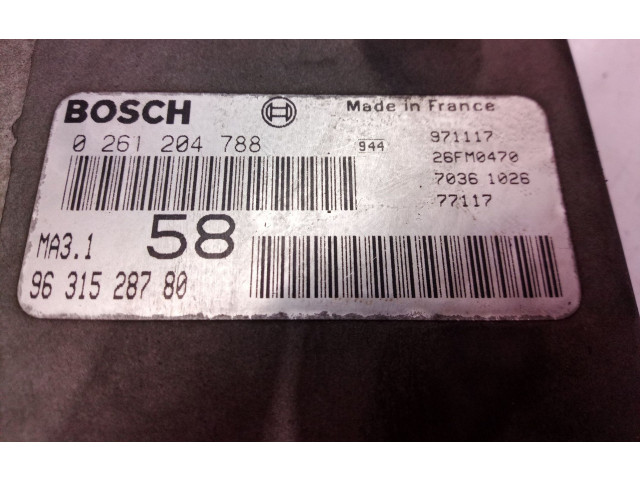 BOSCH Made in France
0 261 204 788 944 971117
26FM0470
7036 1026
77117
MA3.1 58
96 315 287 80